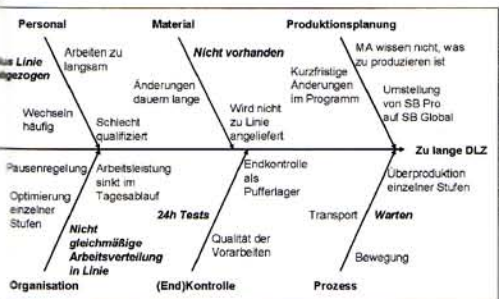 Personal
Material
Produktionsplanung
aus Linie
abgezogen
Arbeiten zu
langsam
Nicht vorhanden
MA wissen nicht, was
zu produzieren ist
Kurzfristige
Änderungen
im Programm
Änderungen
dauern lange
Umstellung
von SB Pro
auf SB Global
Wechseln
häufig
Schlecht
qualifiziert
Wird nicht
zu Linie
angeliefert
Zu lange DLZ
Pausenregelung
Arbeitsleistung
sinkt im
Tagesablauf
Endkontrolle
als
Pufferlager
Überproduktion
einzelner Stufen
Optimierung
einzelner
Stufen
24h Tests
Transport
Warten
Nicht
gleichmäßige
Arbeitsverteilung
in Linie
Qualität der
Vorarbeiten
Bewegung
Organisation
(End)Kontrolle
Prozess